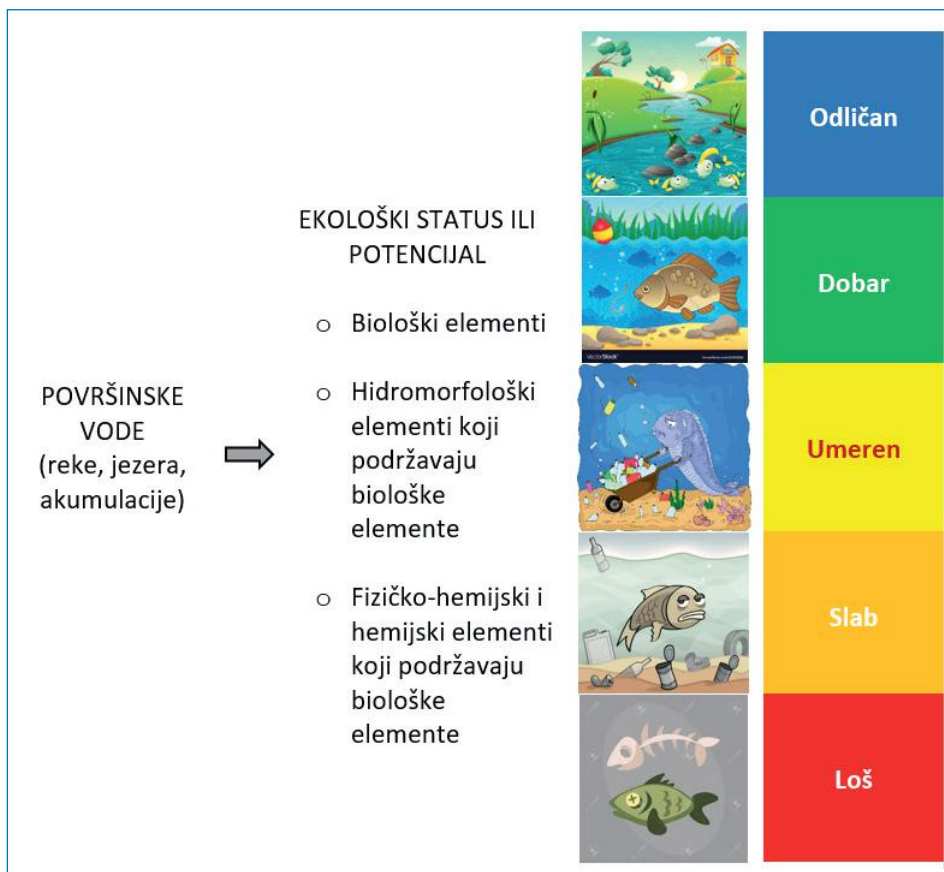 POVRŠINSKE
VODE
(reke, jezera,
akumulacije)
EKOLOŠKI STATUS ILI
POTENCIJAL
o Biološki elementi
o Hidromorfološki
elementi koji
podržavaju
biološke
elemente
o Fizičko-hemijski i
hemijski elementi
koji podržavaju
biološke
elemente
Odličan
Dobar
VectorStock
Umeren
Slab
Loš